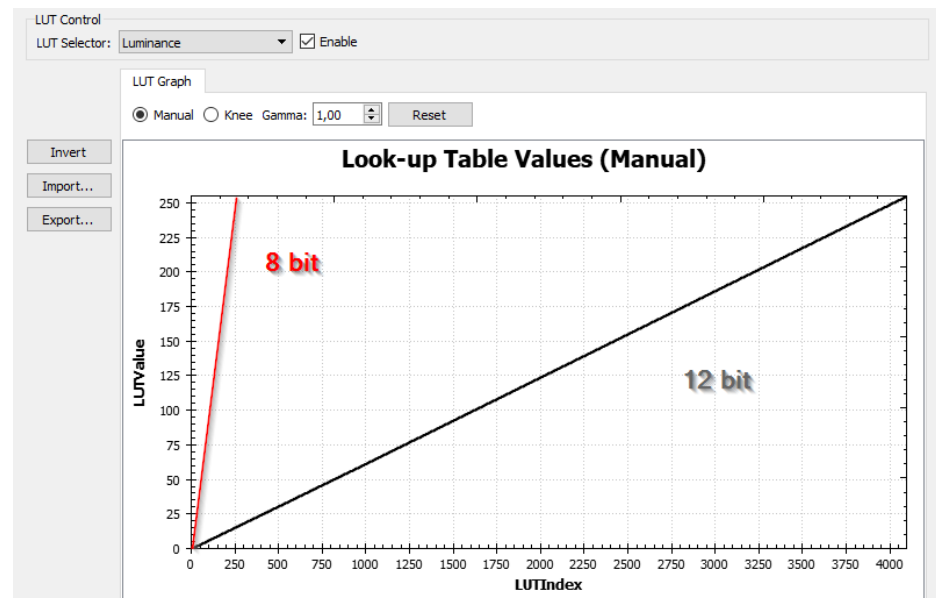 LUT Control
LUT Selector: Luminance Enable
LUT Graph
Manual Knee Gamma: 1,00 Reset
Invert
Import...
Export...
Look-up Table Values (Manual)
250
225
200
175
150
125
100
75
50
25
0
LUTValue
8 bit
12 bit
0 250 500 750 1000 1250 1500 1750 2000 2250 2500 2750 3000 3250 3500 3750 4000
LUTIndex